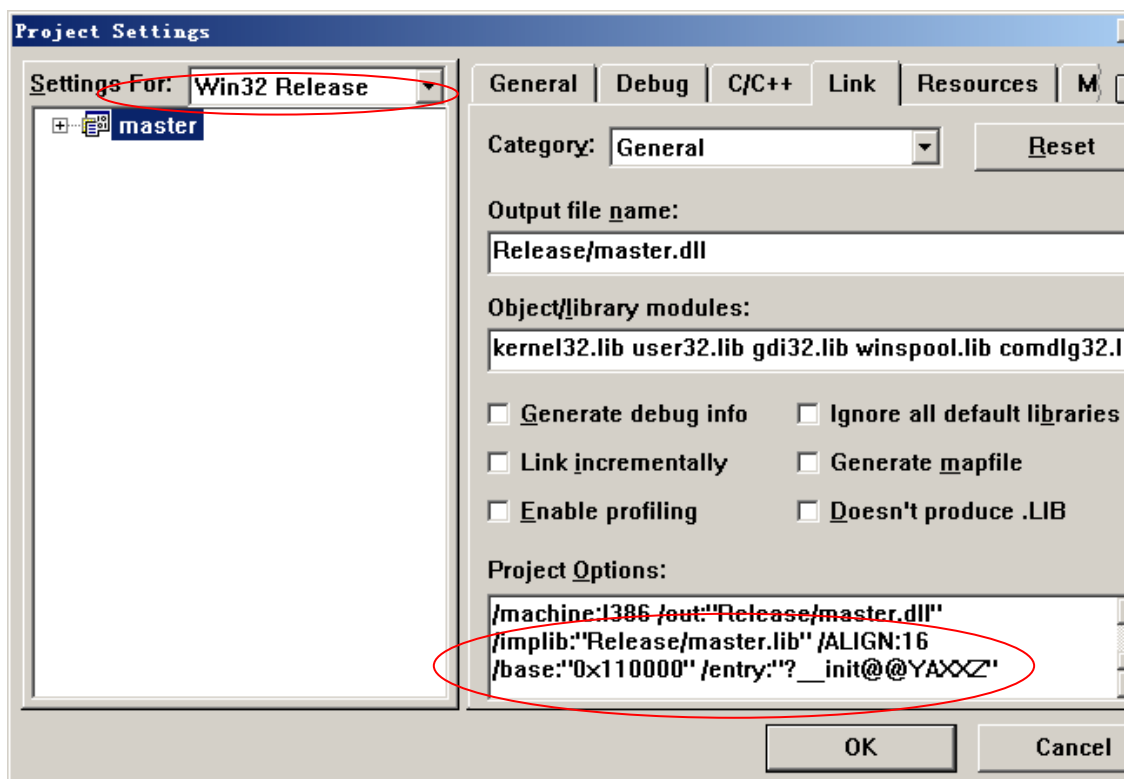 Project Settings
Settings For: Win32 Release
master
General Debug C/C++ Link Resources M
Category: General Reset
Output file name:
Release/master.dll
Object/library modules:
kernel32.lib user32.lib gdi32.lib winspool.lib comdlg32.l
Generate debug info Ignore all default libraries
Link incrementally Generate mapfile
Enable profiling Doesn't produce .LIB
Project Options:
/machine:I386 /out:"Release/master.dll"
/implib:"Release/master.lib" /ALIGN:16
/base:"0x110000" /entry:"?__init@@YAXXZ"
OK Cancel